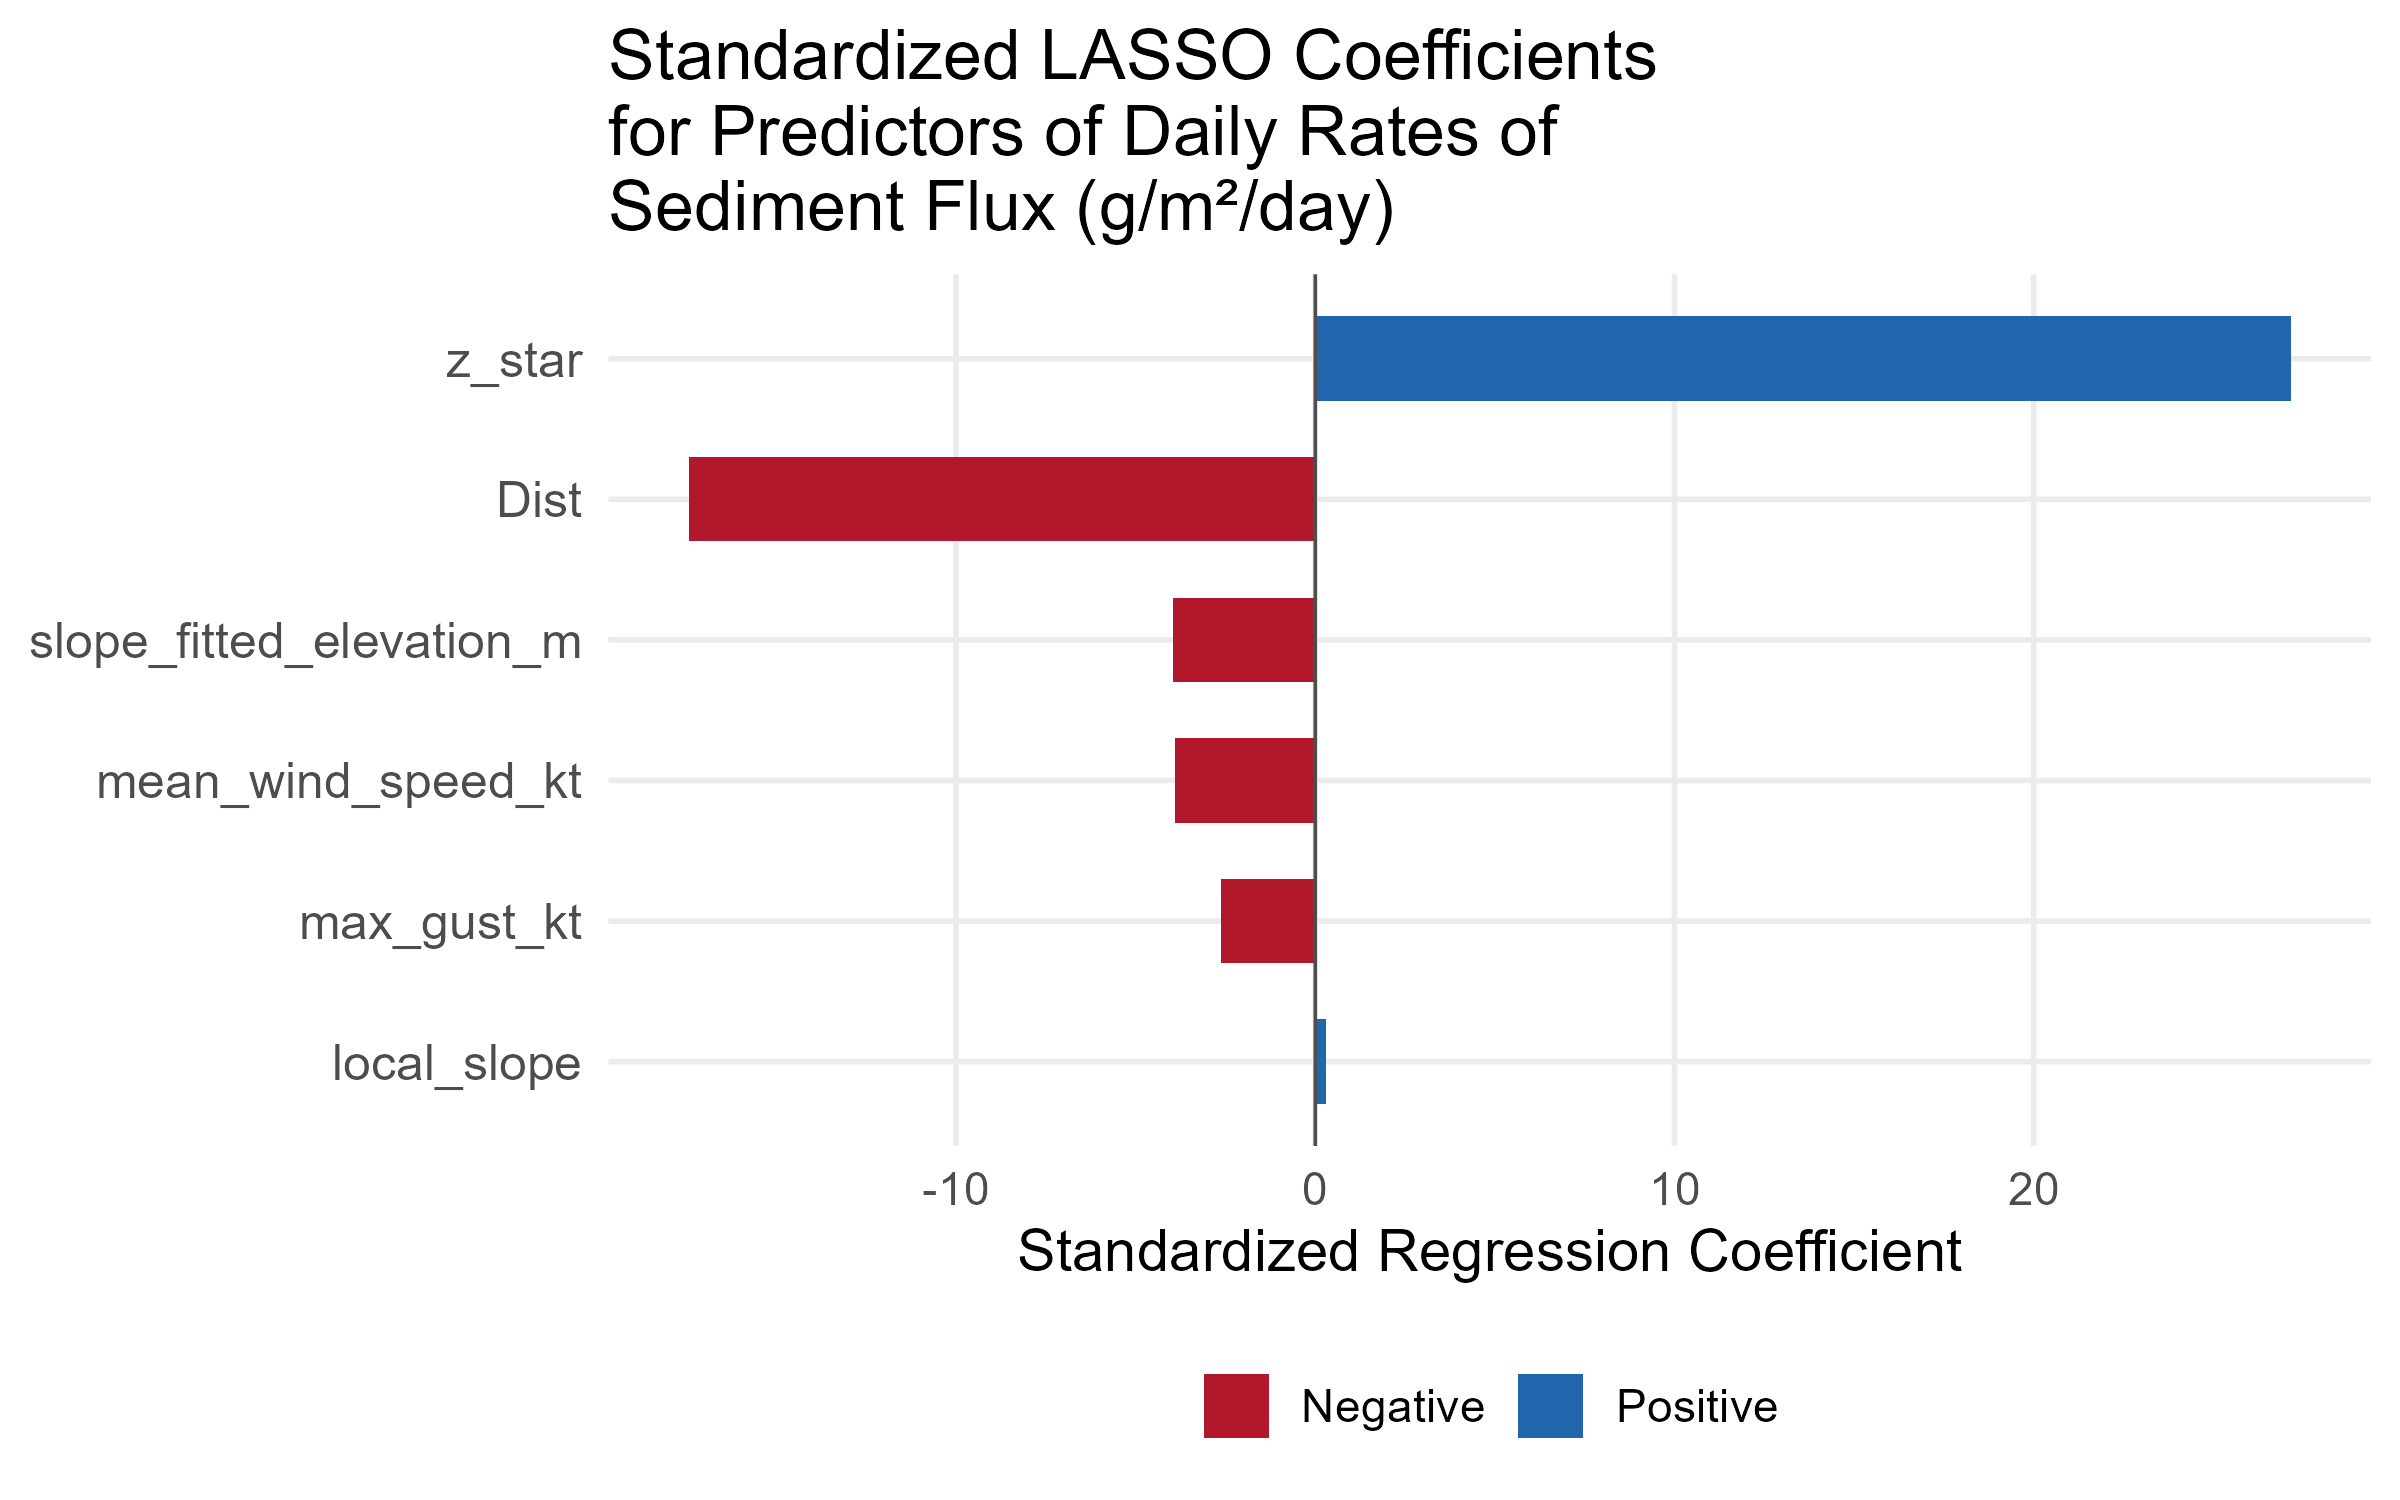 Standardized LASSO Coefficients
for Predictors of Daily Rates of
Sediment Flux (g/m²/day)
z_star
Dist
slope_fitted_elevation_m
mean_wind_speed_kt
max_gust_kt
local_slope
-10 0 10 20
Standardized Regression Coefficient
Negative Positive